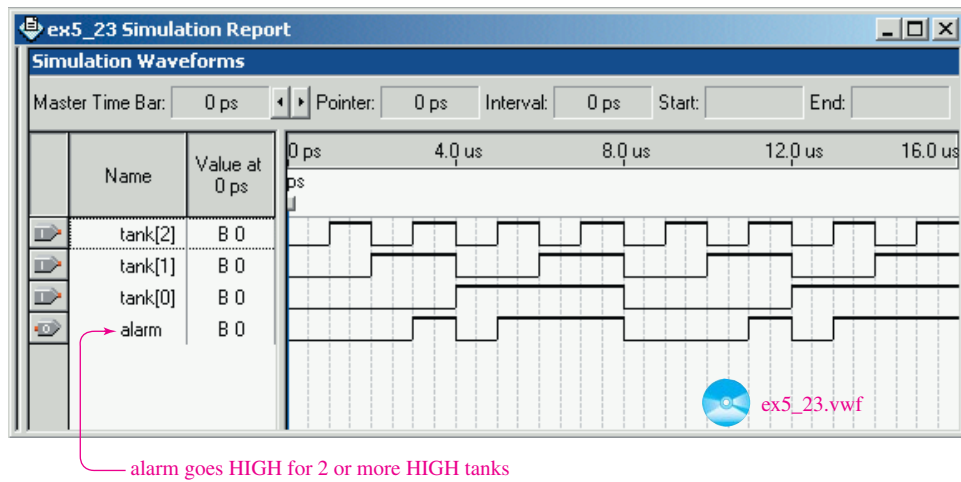 ex5_23 Simulation Report
Simulation Waveforms
Master Time Bar: 0 ps Pointer: 0 ps Interval: 0 ps Start: End:
Name Value at 0 ps
0 ps 4.0 us 8.0 us 12.0 us 16.0 us
ps
tank[2] B 0
tank[1] B 0
tank[0] B 0
alarm B 0
ex5_23.vwf
alarm goes HIGH for 2 or more HIGH tanks